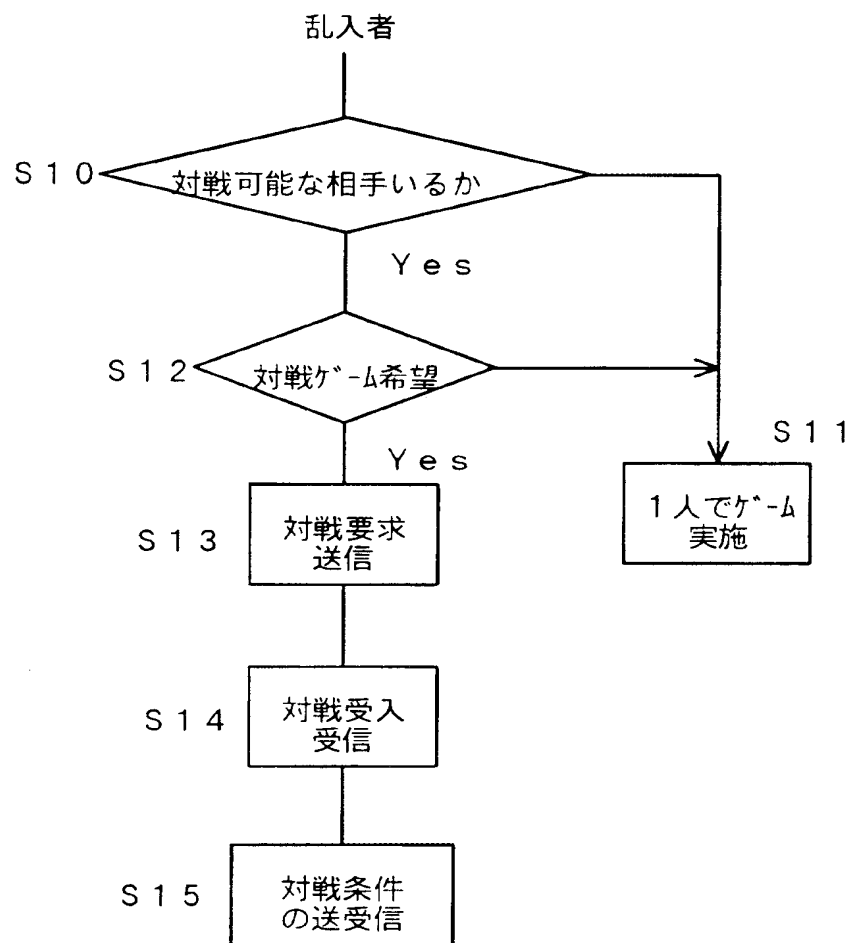 乱入者
S10
対戦可能な相手いるか
Yes
S12
対戦ｹﾞｰﾑ希望
Yes
S11
1人でｹﾞｰﾑ
実施
S13
対戦要求
送信
S14
対戦受入
受信
S15
対戦条件
の送受信